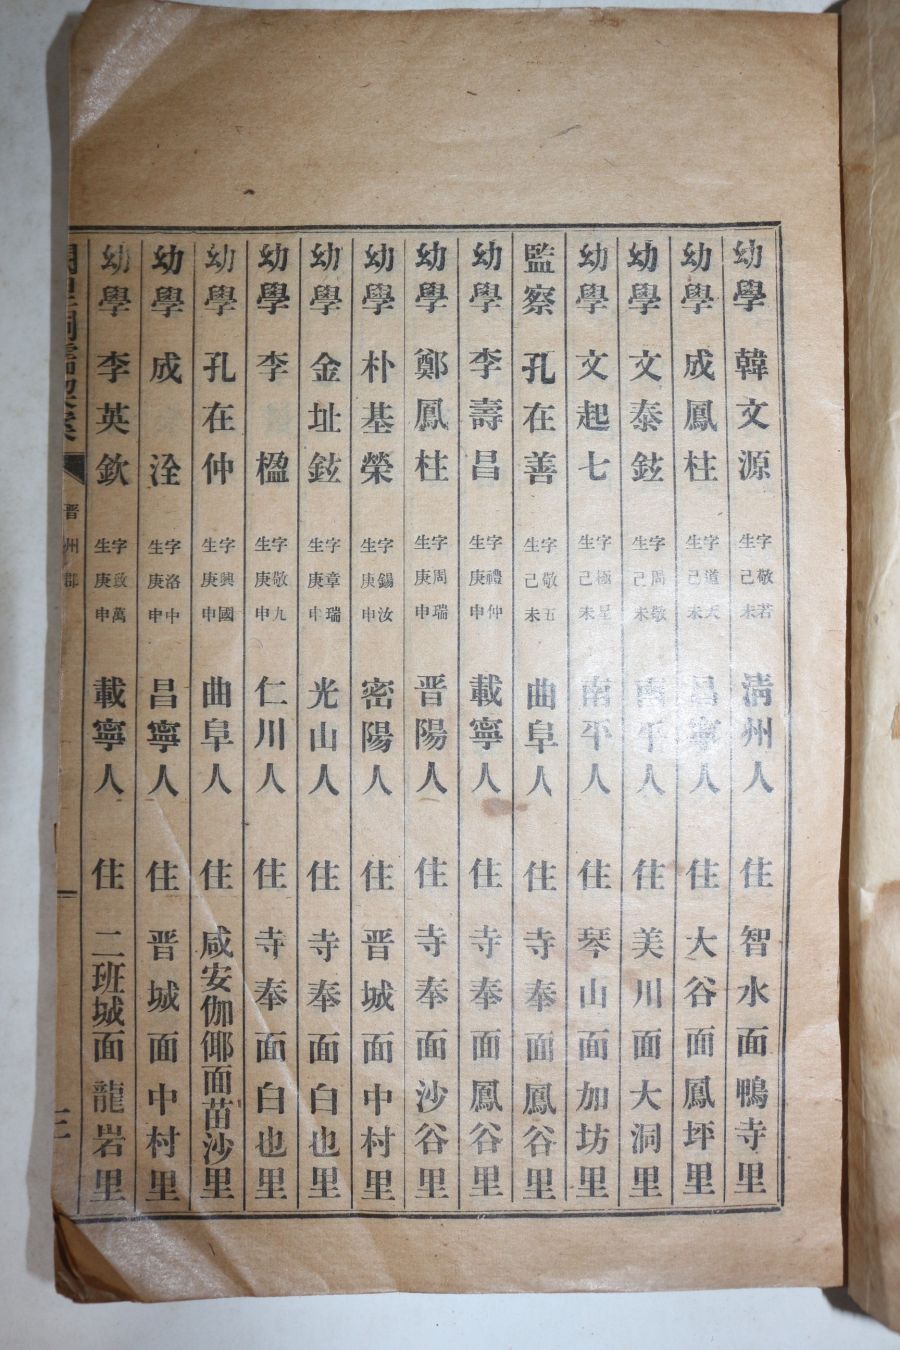 幼學 韓文源 字敬若 生己未 淸州人 住 智水面鴨寺里
幼學 成鳳柱 字道天 生己未 昌寧人 住 大谷面鳳坪里
幼學 文泰鉉 字周敬 生己未 南平人 住 美川面大洞里
幼學 文起七 字極星 生己未 南平人 住 琴山面加坊里
監察 孔在善 字敬五 生己未 曲阜人 住 寺奉面鳳谷里
幼學 李壽昌 字禮仲 生庚申 載寧人 住 寺奉面鳳谷里
幼學 鄭鳳柱 字周瑞 生庚申 晋陽人 住 寺奉面沙谷里
幼學 朴基榮 字錫汝 生庚申 密陽人 住 晋城面中村里
幼學 金址鉉 字章瑞 生庚申 光山人 住 寺奉面白也里
幼學 李楹 字敬九 生庚申 仁川人 住 寺奉面白也里
幼學 孔在仲 字興國 生庚申 曲阜人 住 咸安伽倻面苗沙里
幼學 成洤 字洛中 生庚申 昌寧人 住 晋城面中村里
幼學 李英欽 字政萬 生庚申 載寧人 住 二班城面龍岩里
晋州郡 三